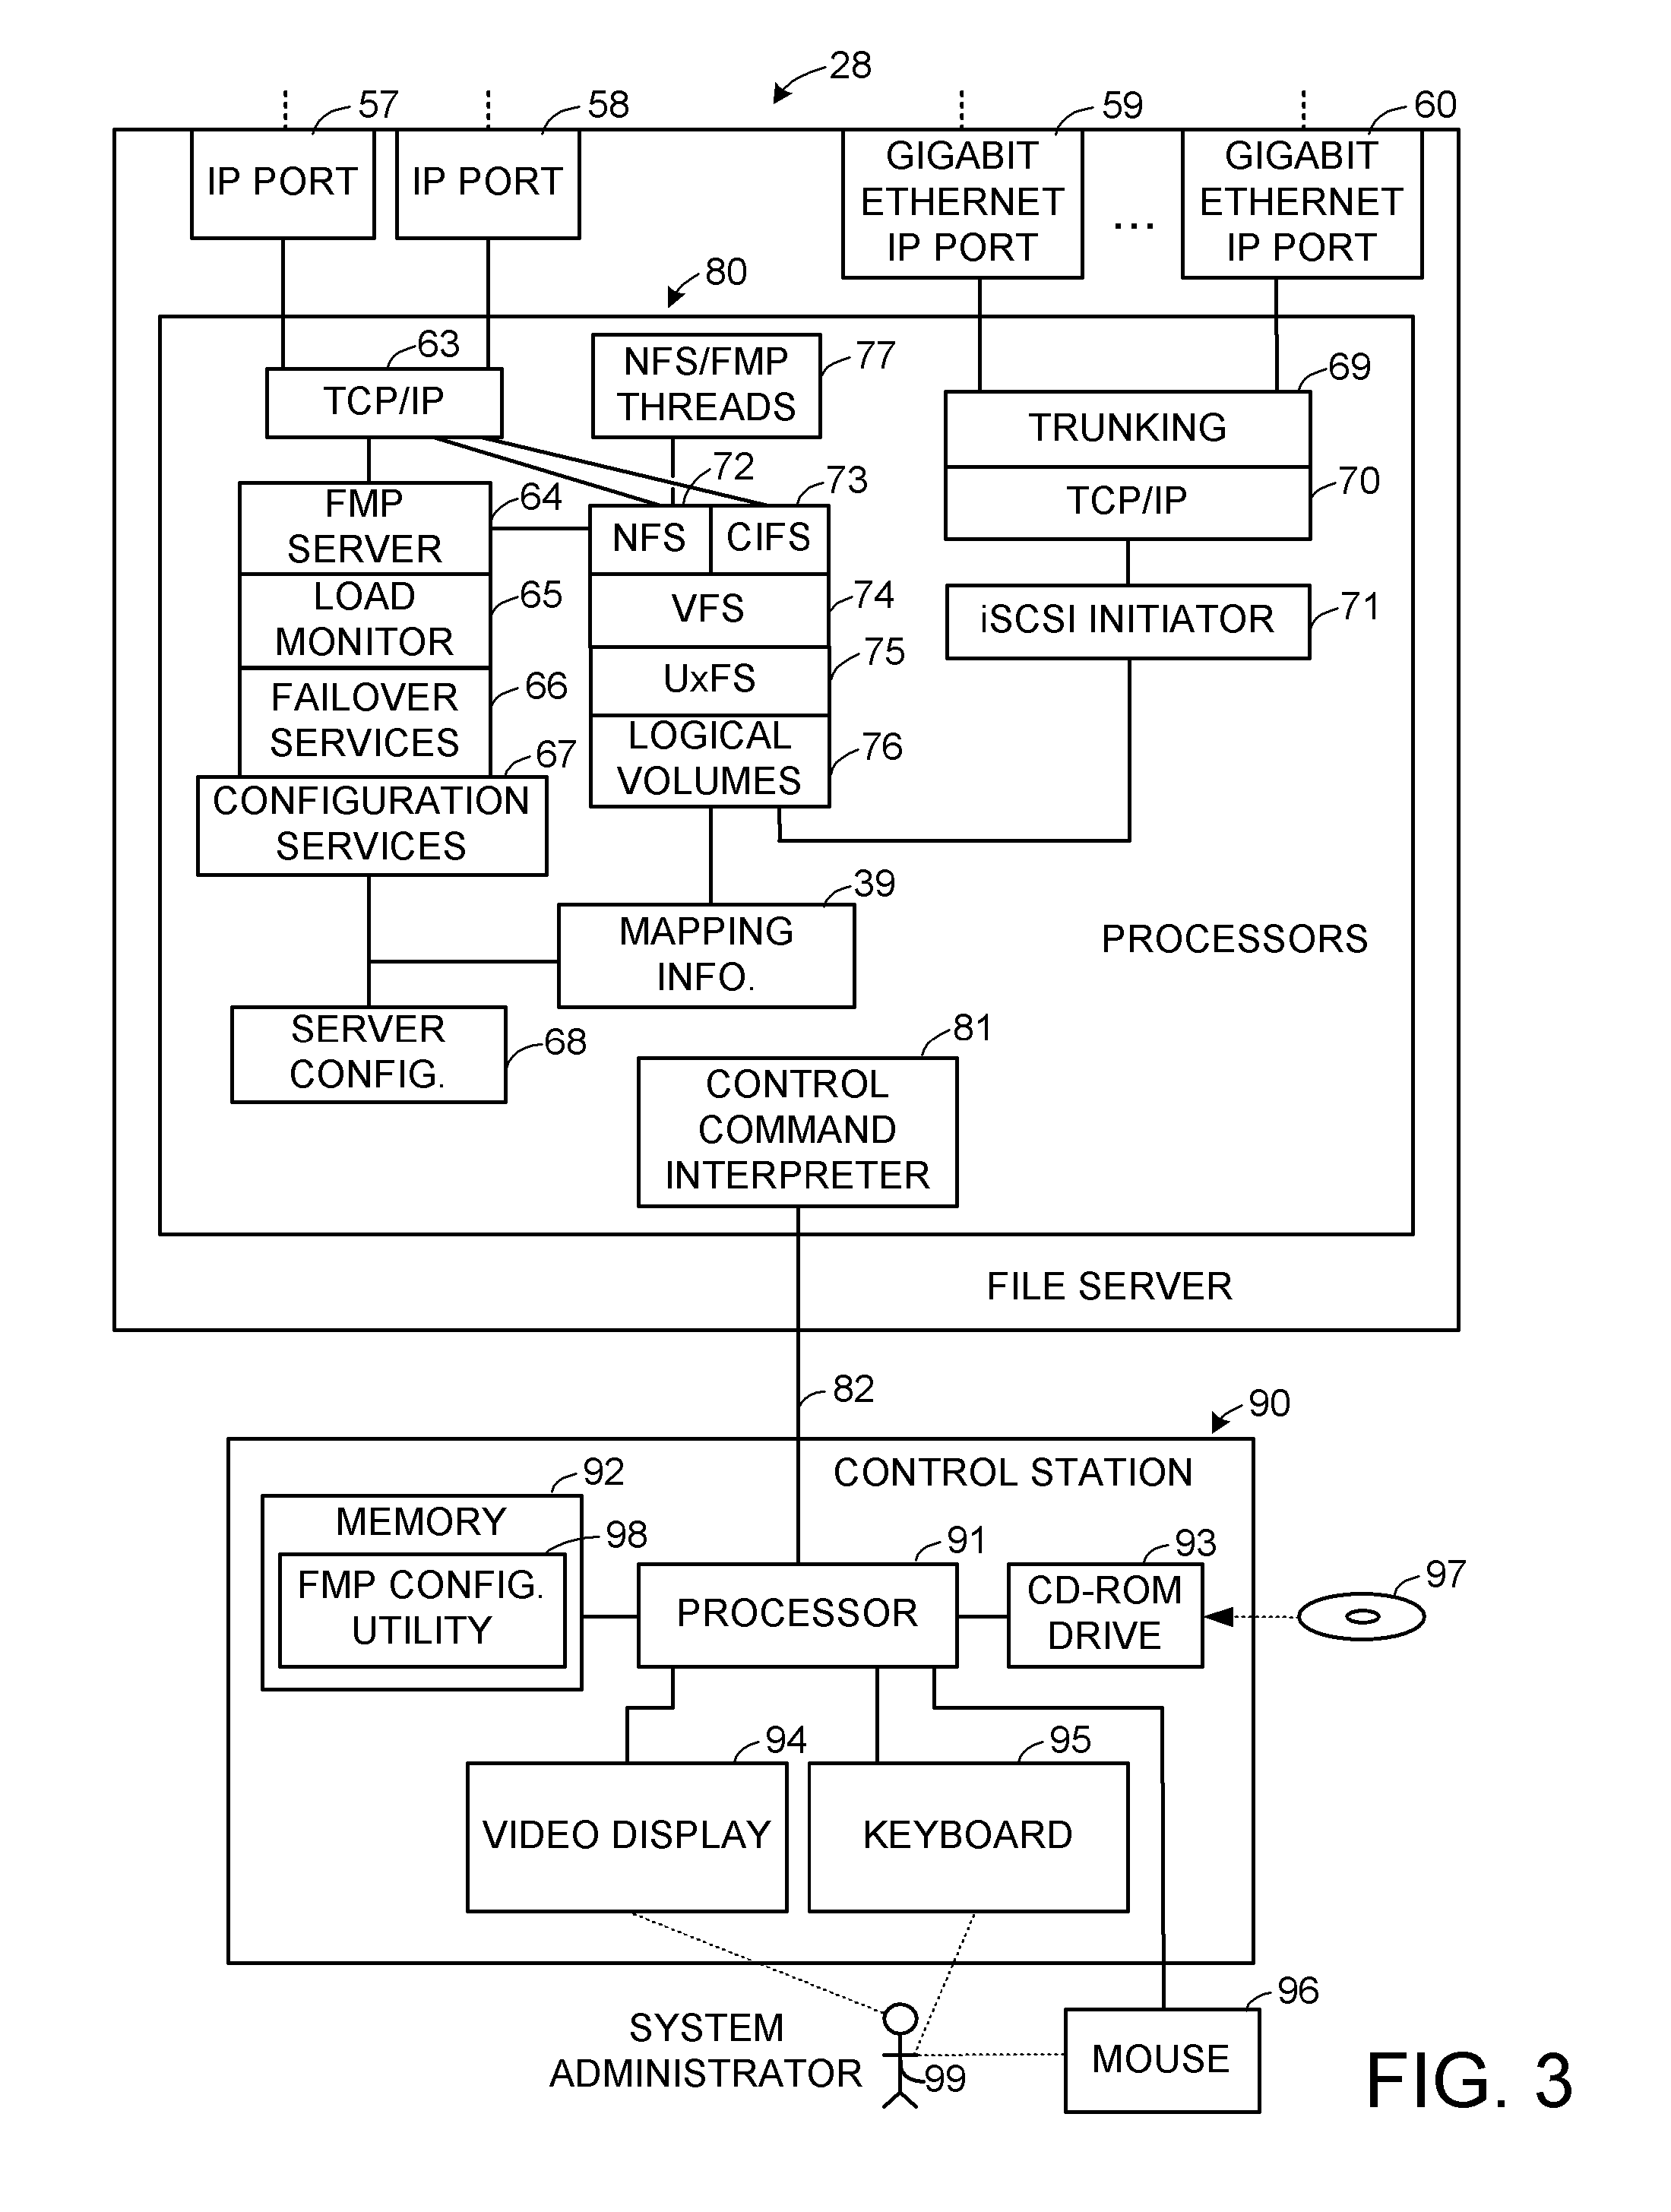 28
57
58
59
60
IP PORT
IP PORT
GIGABIT
ETHERNET
IP PORT
...
GIGABIT
ETHERNET
IP PORT
80
63
TCP/IP
NFS/FMP
THREADS
77
69
TRUNKING
TCP/IP
70
72
73
FMP
SERVER
64
NFS
CIFS
LOAD
MONITOR
65
VFS
74
iSCSI INITIATOR
71
FAILOVER
SERVICES
66
UxFS
75
67
LOGICAL
VOLUMES
76
CONFIGURATION
SERVICES
39
MAPPING
INFO.
PROCESSORS
SERVER
CONFIG.
68
81
CONTROL
COMMAND
INTERPRETER
FILE SERVER
82
90
CONTROL STATION
92
MEMORY
98
FMP CONFIG.
UTILITY
91
PROCESSOR
93
CD-ROM
DRIVE
97
94
VIDEO DISPLAY
95
KEYBOARD
SYSTEM
ADMINISTRATOR
99
96
MOUSE
FIG. 3